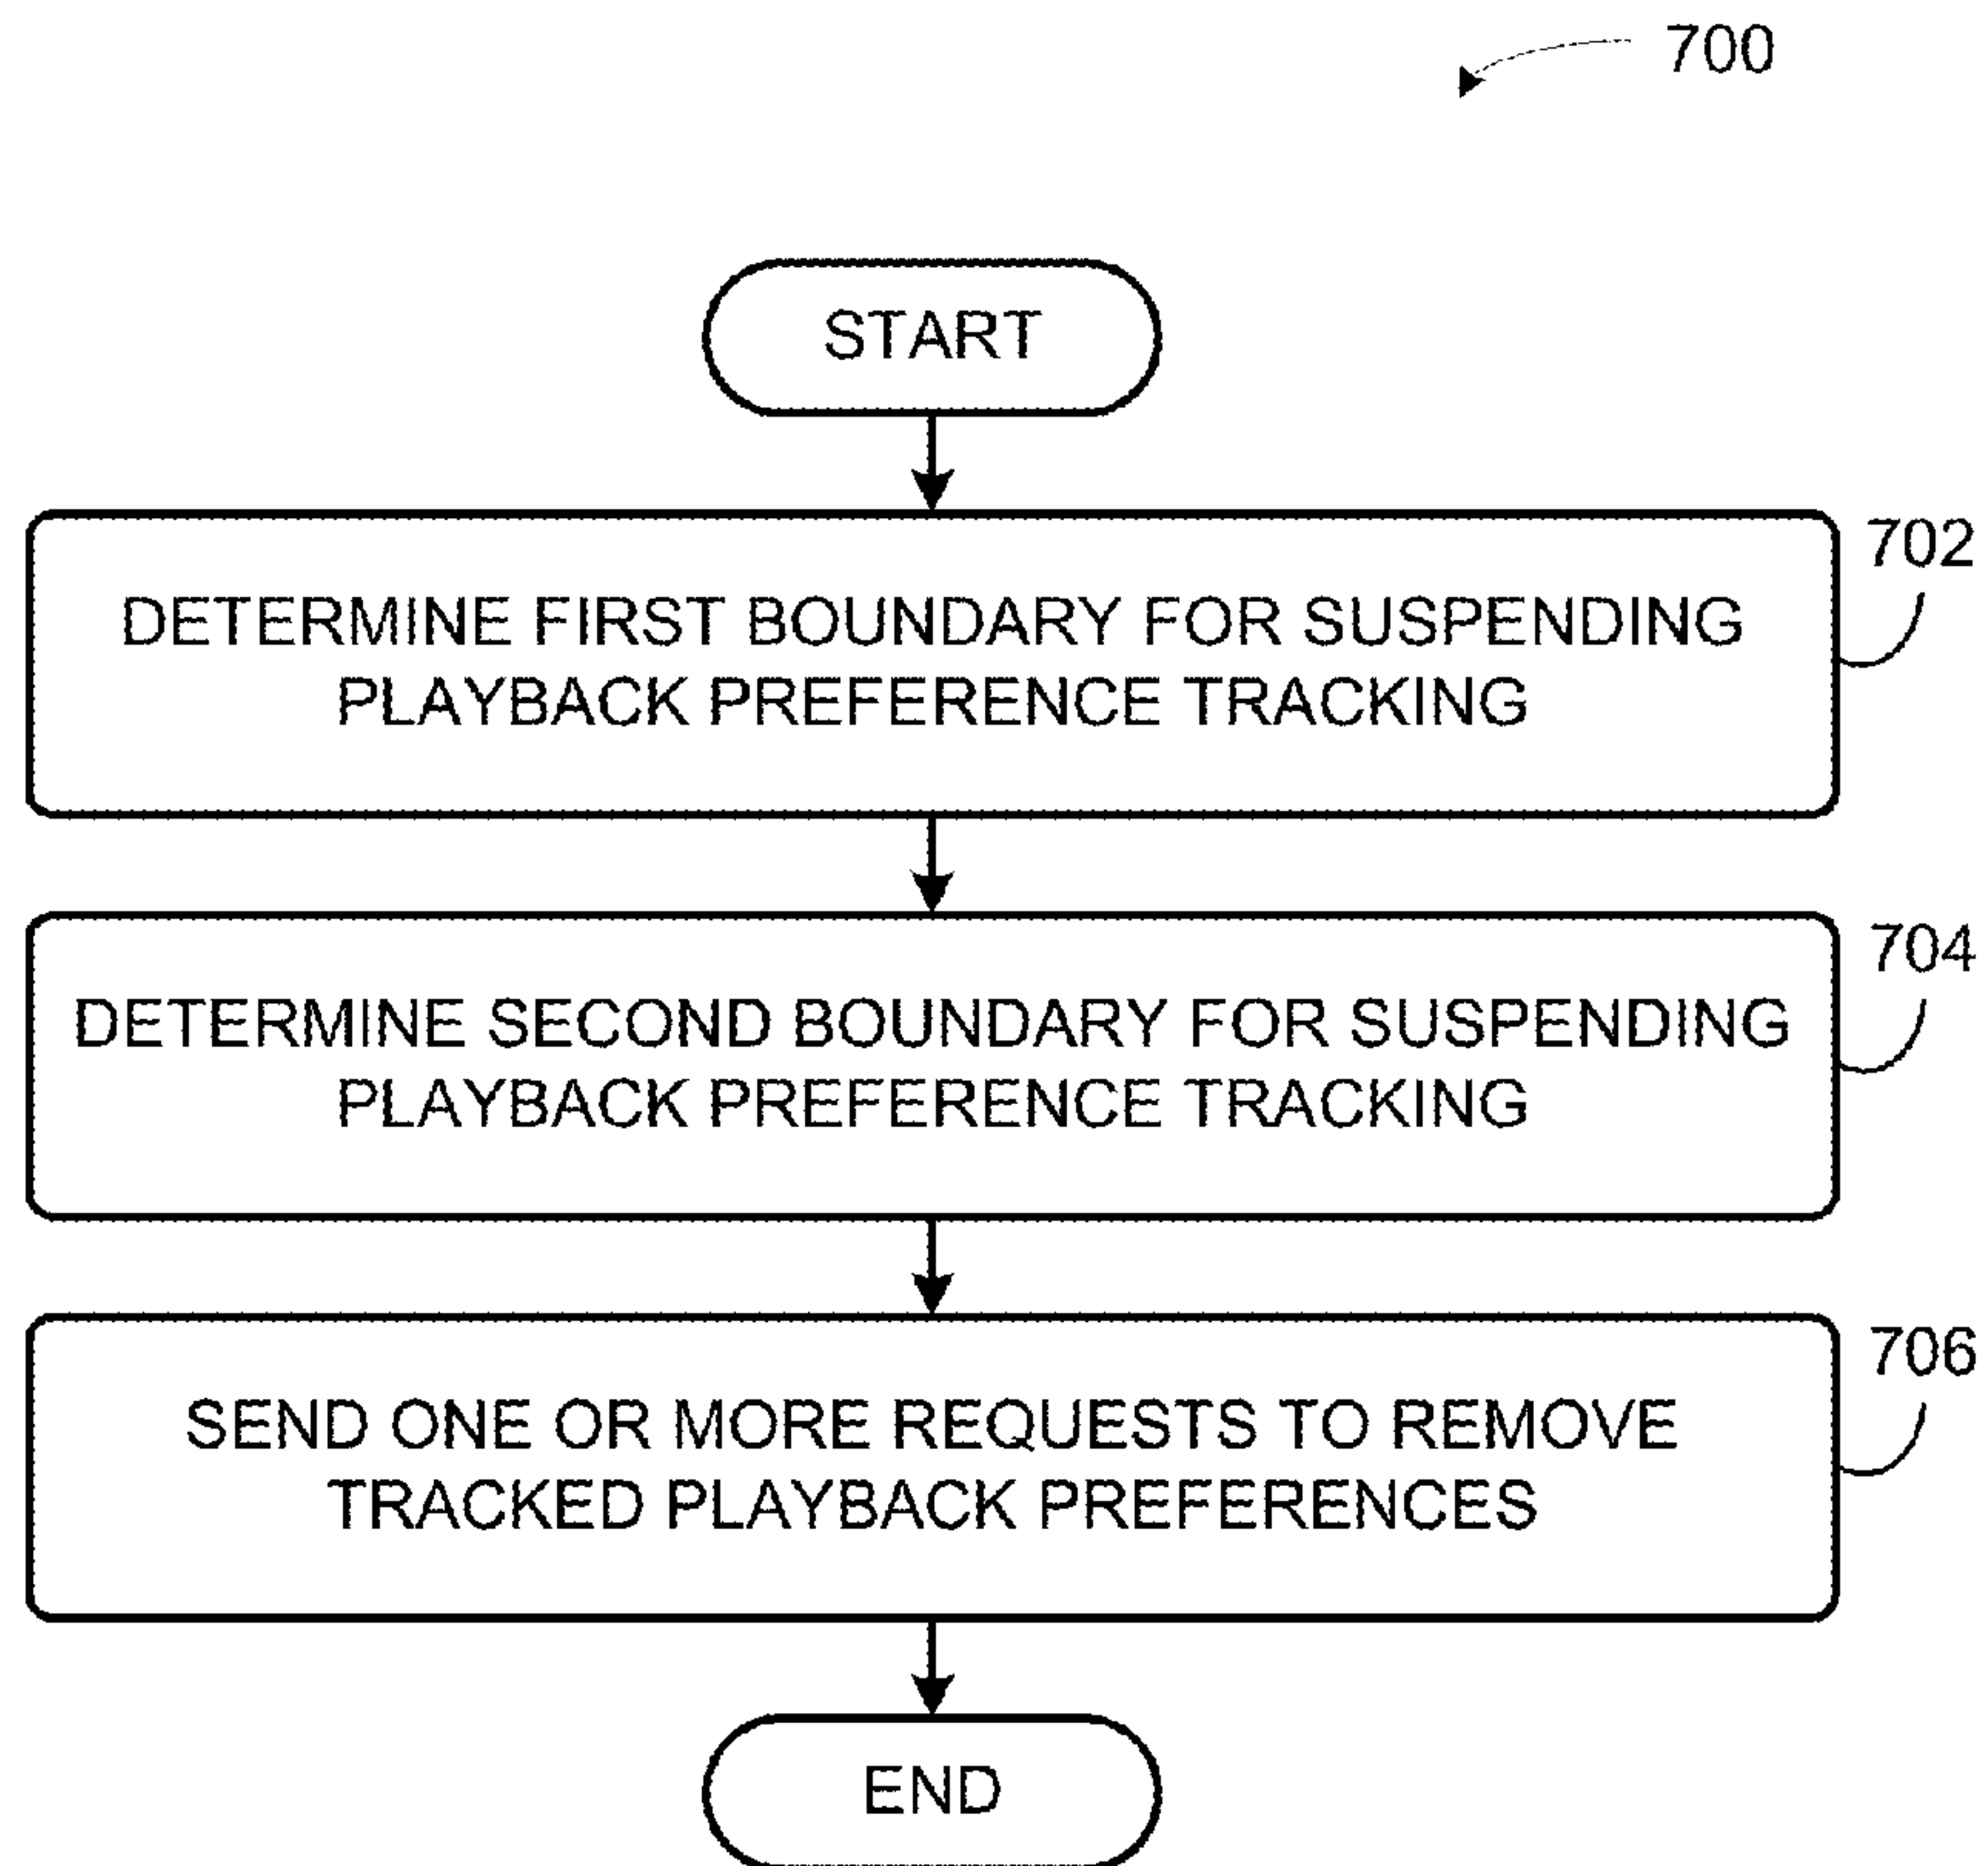 700
START
702
DETERMINE FIRST BOUNDARY FOR SUSPENDING
PLAYBACK PREFERENCE TRACKING
704
DETERMINE SECOND BOUNDARY FOR SUSPENDING
PLAYBACK PREFERENCE TRACKING
706
SEND ONE OR MORE REQUESTS TO REMOVE
TRACKED PLAYBACK PREFERENCES
END